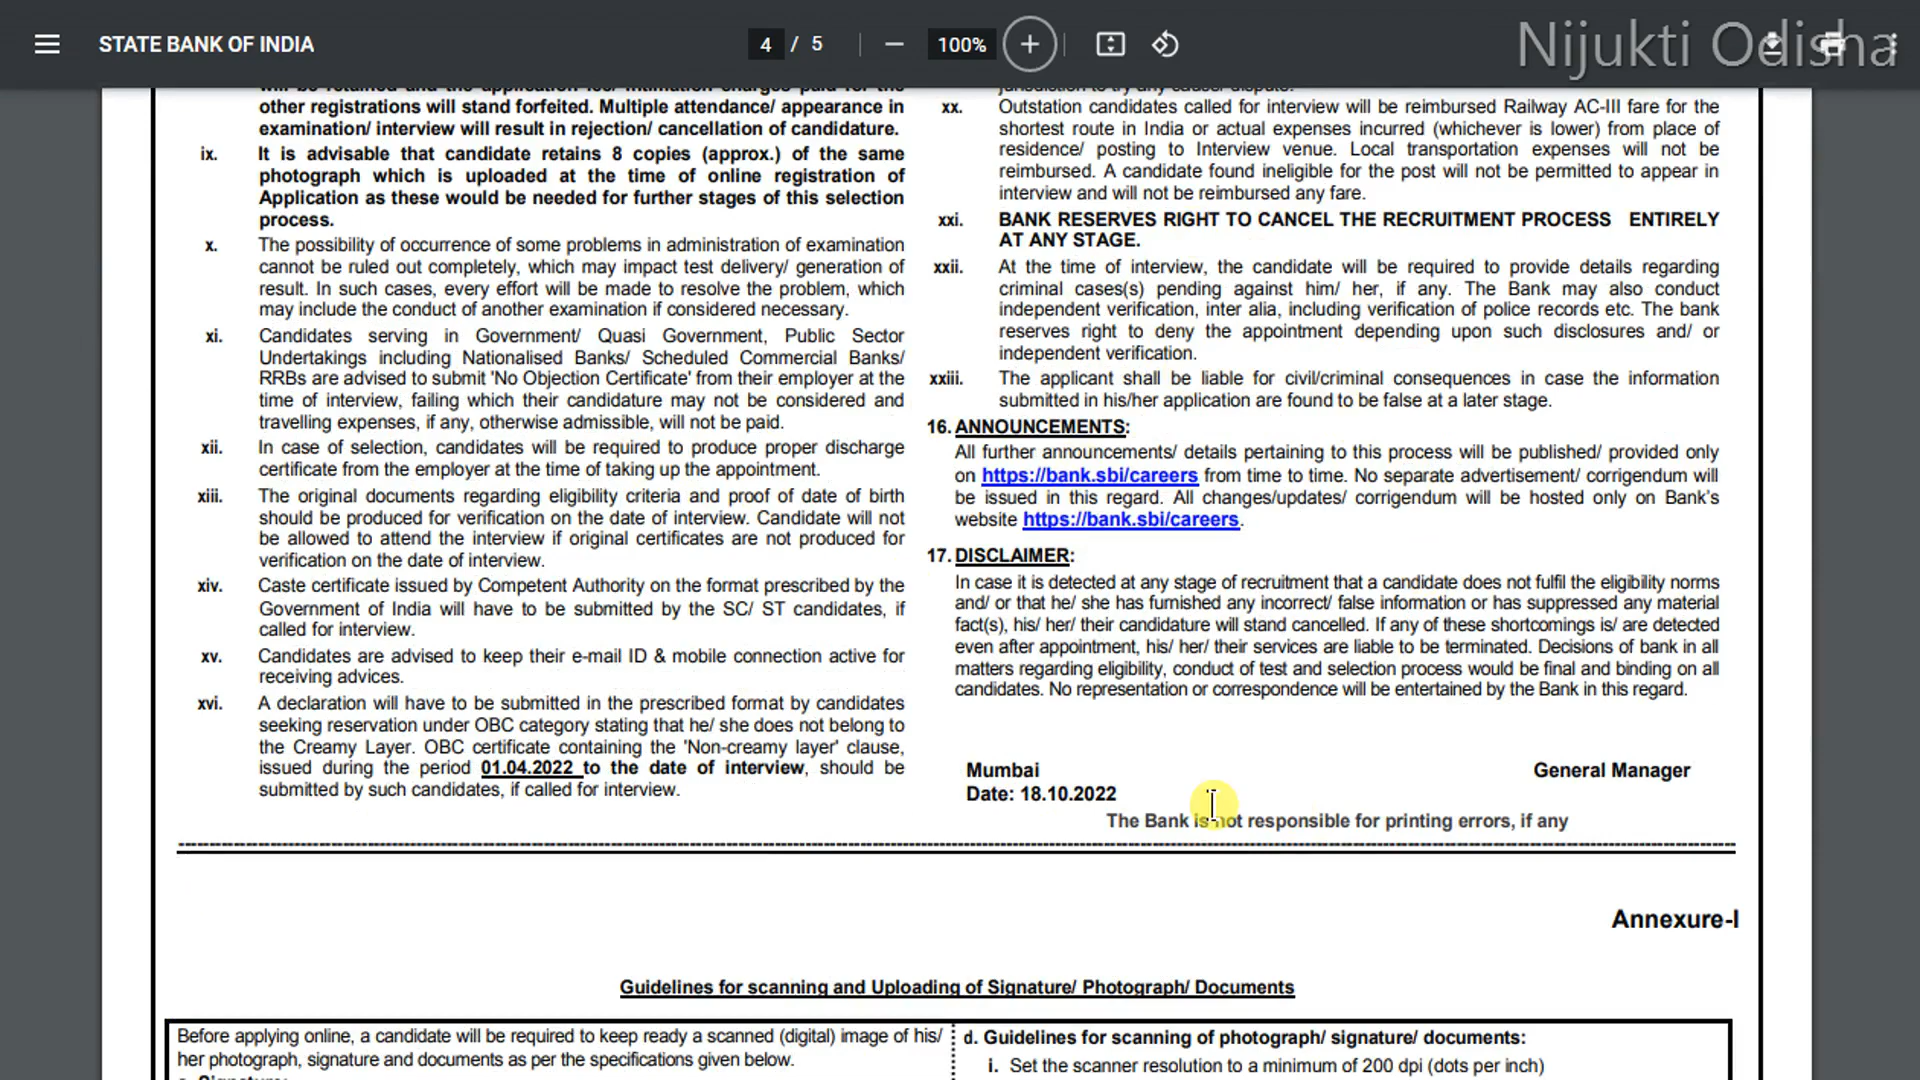 STATE BANK OF INDIA
4 / 5
100%
Nijukti Odisha
other registrations will stand forfeited. Multiple attendance/ appearance in
examination/ interview will result in rejection/ cancellation of candidature.
ix. It is advisable that candidate retains 8 copies (approx.) of the same
photograph which is uploaded at the time of online registration of
Application as these would be needed for further stages of this selection
process.
x. The possibility of occurrence of some problems in administration of examination
cannot be ruled out completely, which may impact test delivery/ generation of
result. In such cases, every effort will be made to resolve the problem, which
may include the conduct of another examination if considered necessary.
xi. Candidates serving in Government/ Quasi Government, Public Sector
Undertakings including Nationalised Banks/ Scheduled Commercial Banks/
RRBs are advised to submit 'No Objection Certificate' from their employer at the
time of interview, failing which their candidature may not be considered and
travelling expenses, if any, otherwise admissible, will not be paid.
xii. In case of selection, candidates will be required to produce proper discharge
certificate from the employer at the time of taking up the appointment.
xiii. The original documents regarding eligibility criteria and proof of date of birth
should be produced for verification on the date of interview. Candidate will not
be allowed to attend the interview if original certificates are not produced for
verification on the date of interview.
xiv. Caste certificate issued by Competent Authority on the format prescribed by the
Government of India will have to be submitted by the SC/ ST candidates, if
called for interview.
xv. Candidates are advised to keep their e-mail ID & mobile connection active for
receiving advices.
xvi. A declaration will have to be submitted in the prescribed format by candidates
seeking reservation under OBC category stating that he/ she does not belong to
the Creamy Layer. OBC certificate containing the 'Non-creamy layer' clause,
issued during the period 01.04.2022 to the date of interview, should be
submitted by such candidates, if called for interview.
xx. Outstation candidates called for interview will be reimbursed Railway AC-III fare for the
shortest route in India or actual expenses incurred (whichever is lower) from place of
residence/ posting to Interview venue. Local transportation expenses will not be
reimbursed. A candidate found ineligible for the post will not be permitted to appear in
interview and will not be reimbursed any fare.
xxi. BANK RESERVES RIGHT TO CANCEL THE RECRUITMENT PROCESS ENTIRELY
AT ANY STAGE.
xxii. At the time of interview, the candidate will be required to provide details regarding
criminal cases(s) pending against him/ her, if any. The Bank may also conduct
independent verification, inter alia, including verification of police records etc. The bank
reserves right to deny the appointment depending upon such disclosures and/ or
independent verification.
xxiii. The applicant shall be liable for civil/criminal consequences in case the information
submitted in his/her application are found to be false at a later stage.
16. ANNOUNCEMENTS:
All further announcements/ details pertaining to this process will be published/ provided only
on https://bank.sbi/careers from time to time. No separate advertisement/ corrigendum will
be issued in this regard. All changes/updates/ corrigendum will be hosted only on Bank's
website https://bank.sbi/careers.
17. DISCLAIMER:
In case it is detected at any stage of recruitment that a candidate does not fulfil the eligibility norms
and/ or that he/ she has furnished any incorrect/ false information or has suppressed any material
fact(s), his/ her/ their candidature will stand cancelled. If any of these shortcomings is/ are detected
even after appointment, his/ her/ their services are liable to be terminated. Decisions of bank in all
matters regarding eligibility, conduct of test and selection process would be final and binding on all
candidates. No representation or correspondence will be entertained by the Bank in this regard.
Mumbai General Manager
Date: 18.10.2022
The Bank is not responsible for printing errors, if any
Annexure-I
Guidelines for scanning and Uploading of Signature/ Photograph/ Documents
Before applying online, a candidate will be required to keep ready a scanned (digital) image of his/
her photograph, signature and documents as per the specifications given below.
d. Guidelines for scanning of photograph/ signature/ documents:
i. Set the scanner resolution to a minimum of 200 dpi (dots per inch)